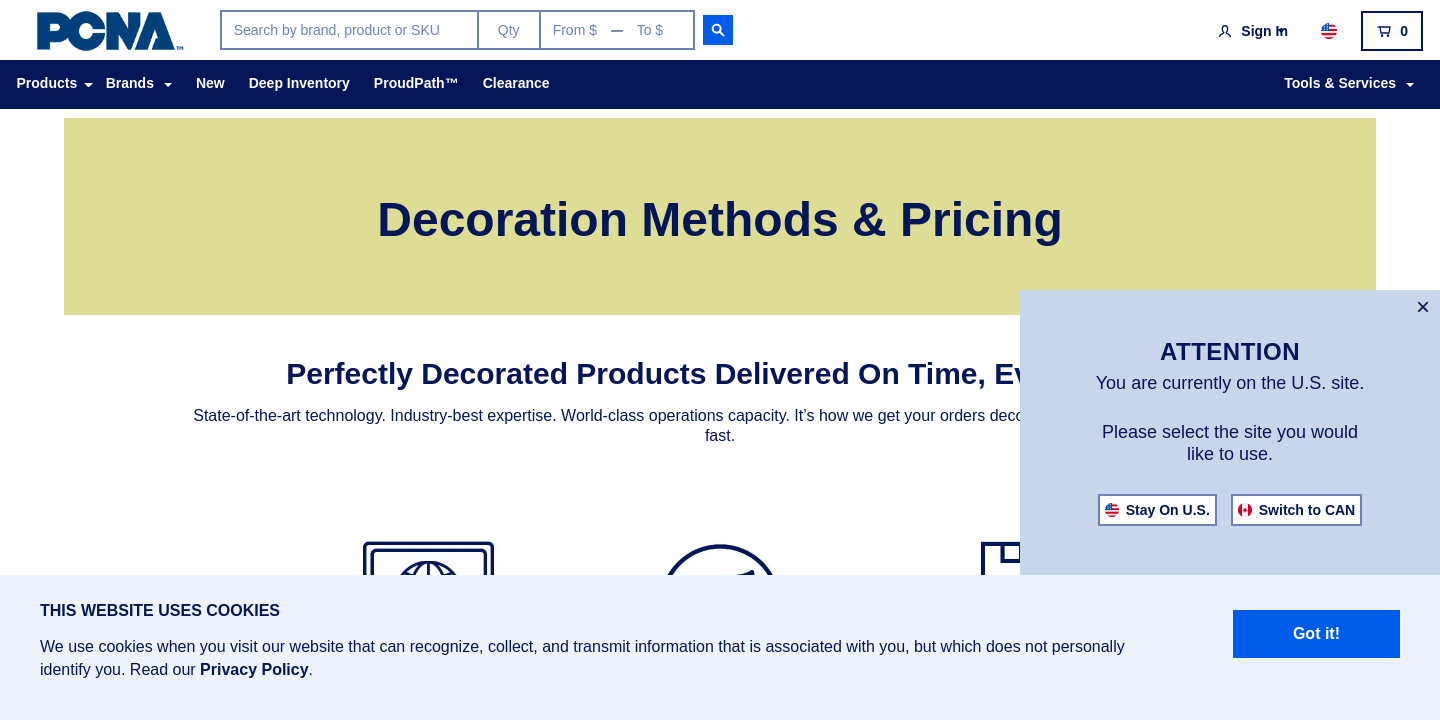 PCNA™
Search by brand, product or SKU
Qty
From $ — To $
Sign In
0
Products
Brands
New
Deep Inventory
ProudPath™
Clearance
Tools & Services
Decoration Methods & Pricing
×
ATTENTION
You are currently on the U.S. site.
Please select the site you would
like to use.
Stay On U.S.
Switch to CAN
Perfectly Decorated Products Delivered On Time,
State-of-the-art technology. Industry-best expertise. World-class operations capacity. It’s how we get your orders
fast.
THIS WEBSITE USES COOKIES
We use cookies when you visit our website that can recognize, collect, and transmit information that is associated with you, but which does not personally
identify you. Read our Privacy Policy.
Got it!